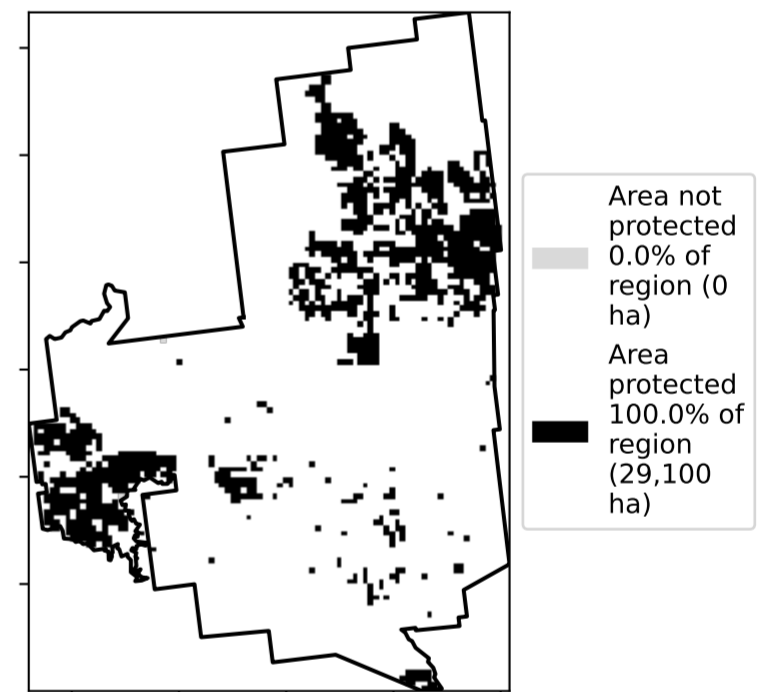 Area not
protected
0.0% of
region (0
ha)
Area
protected
100.0% of
region
(29,100
ha)